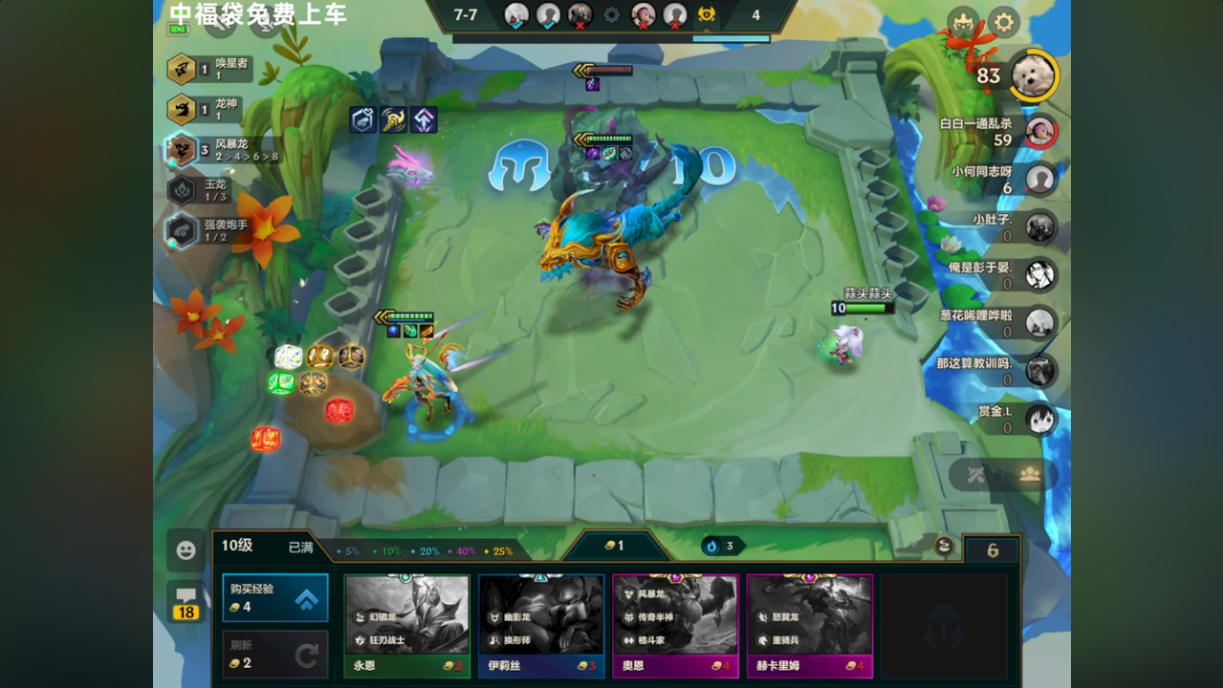 中福袋免费上车
7-7
4
1 唤星者
1
1 龙神
1
3 风暴龙
2>4>6>8
玉龙
1/3
强袭炮手
1/2
10
83
白白一通乱杀
59
小何同志呀
6
小肚子.
0
俺是彭于晏.
0
葱花唏哩哗啦
0
那这算教训吗.
0
赏金.L
0
蒜头蒜头
10
10级
已满
5%
10%
20%
40%
25%
1
3
6
购买经验
4
刷新
2
18
幻镜龙
狂刃战士
永恩 2
幽影龙
换形师
伊莉丝 3
风暴龙
传奇半神
格斗家
奥恩 4
怒翼龙
重骑兵
赫卡里姆 4